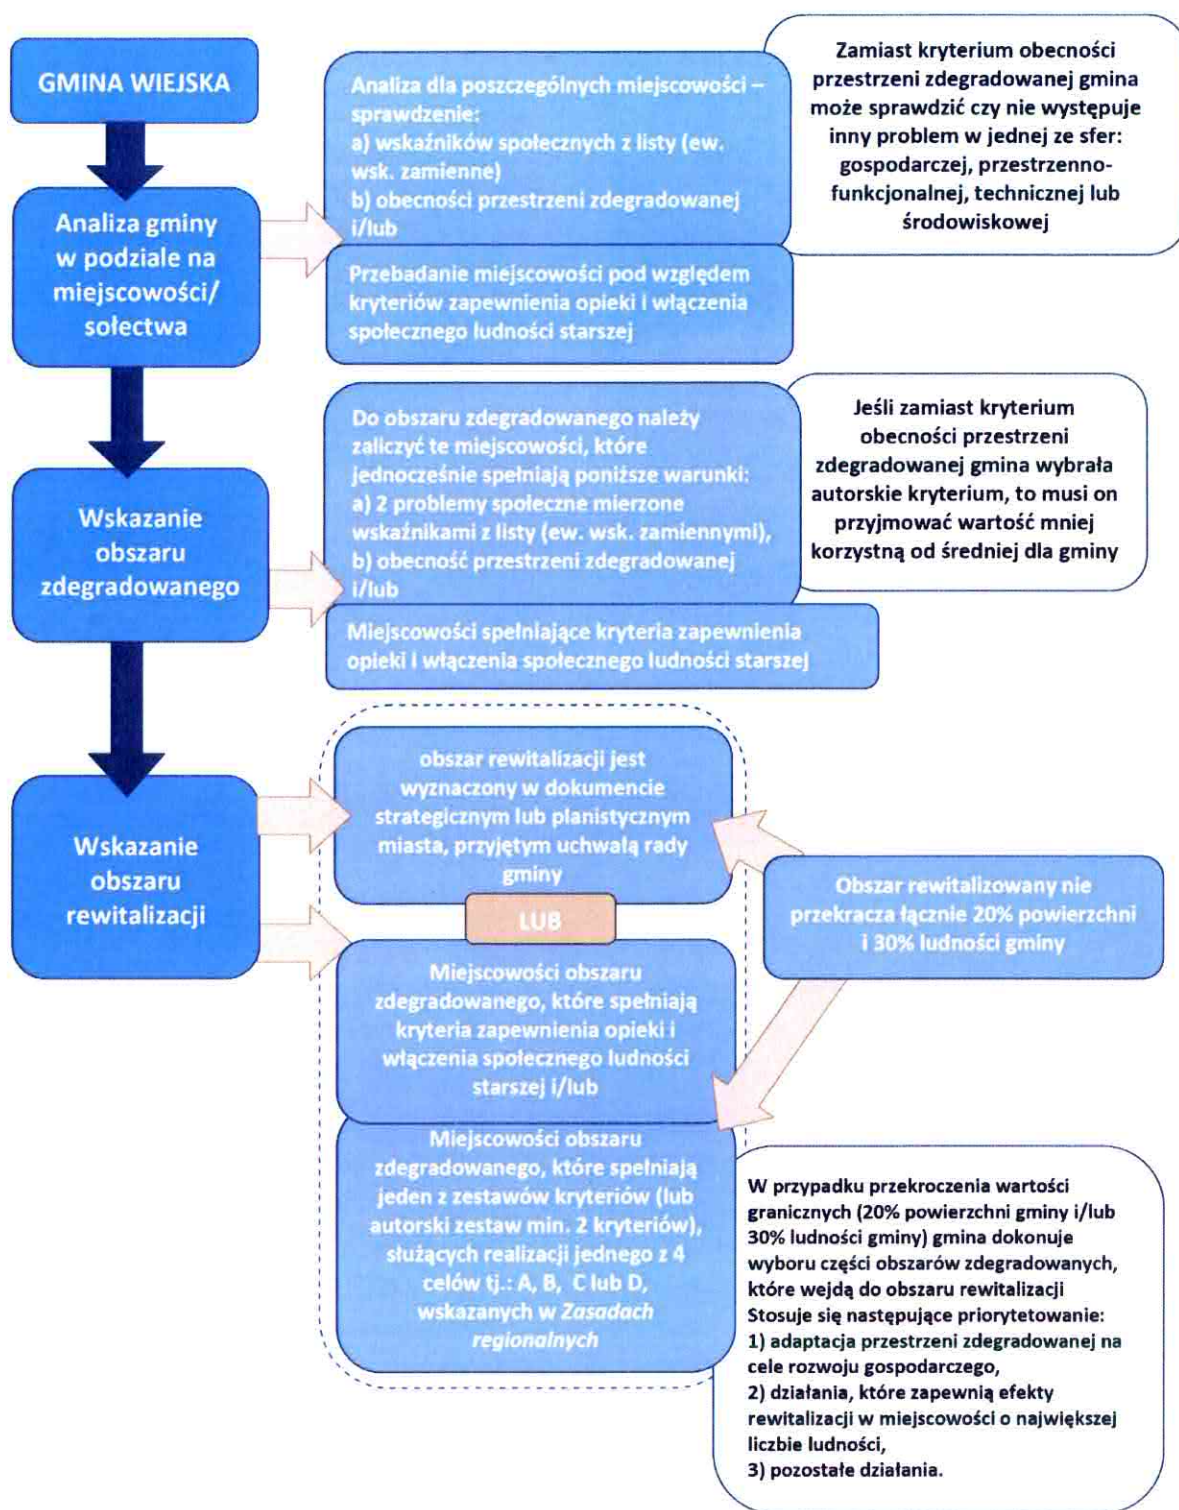 GMINA WIEJSKA
Analiza dla poszczególnych miejscowości –
sprawdzenie:
a) wskaźników społecznych z listy (ew.
wsk. zamienne)
b) obecności przestrzeni zdegradowanej
i/lub
Zamiast kryterium obecności
przestrzeni zdegradowanej gmina
może sprawdzić czy nie występuje
inny problem w jednej ze sfer:
gospodarczej, przestrzenno-
funkcjonalnej, technicznej lub
środowiskowej
Analiza gminy
w podziale na
miejscowości/
sołectwa
Przebadanie miejscowości pod względem
kryteriów zapewnienia opieki i włączenia
społecznego ludności starszej
Do obszaru zdegradowanego należy
zaliczyć te miejscowości, które
jednocześnie spełniają poniższe warunki:
a) 2 problemy społeczne mierzone
wskaźnikami z listy (ew. wsk. zamiennymi),
b) obecność przestrzeni zdegradowanej
i/lub
Jeśli zamiast kryterium
obecności przestrzeni
zdegradowanej gmina wybrała
autorskie kryterium, to musi on
przyjmować wartość mniej
korzystną od średniej dla gminy
Wskazanie
obszaru
zdegradowanego
Miejscowości spełniające kryteria zapewnienia
opieki i włączenia społecznego ludności starszej
Wskazanie
obszaru
rewitalizacji
obszar rewitalizacji jest
wyznaczony w dokumencie
strategicznym lub planistycznym
miasta, przyjętym uchwałą rady
gminy
LUB
Obszar rewitalizowany nie
przekracza łącznie 20% powierzchni
i 30% ludności gminy
Miejscowości obszaru
zdegradowanego, które spełniają
kryteria zapewnienia opieki i
włączenia społecznego ludności
starszej i/lub
Miejscowości obszaru
zdegradowanego, które spełniają
jeden z zestawów kryteriów (lub
autorski zestaw min. 2 kryteriów),
służących realizacji jednego z 4
celów tj.: A, B, C lub D,
wskazanych w Zasadach
regionalnych
W przypadku przekroczenia wartości
granicznych (20% powierzchni gminy i/lub
30% ludności gminy) gmina dokonuje
wyboru części obszarów zdegradowanych,
które wejdą do obszaru rewitalizacji
Stosuje się następujące priorytetowanie:
1) adaptacja przestrzeni zdegradowanej na
cele rozwoju gospodarczego,
2) działania, które zapewnią efekty
rewitalizacji w miejscowości o największej
liczbie ludności,
3) pozostałe działania.